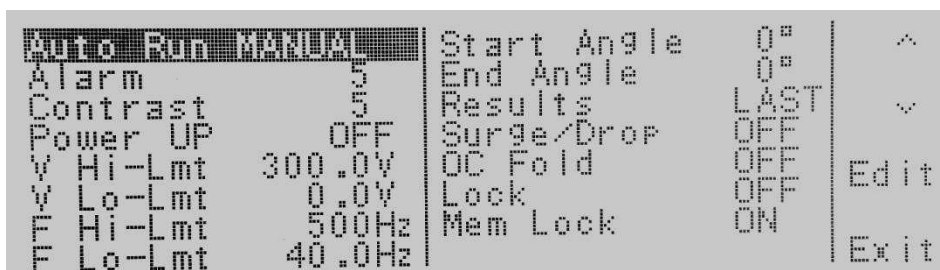 Auto Run MANUAL
Alarm 5
Contrast 5
Power UP OFF
V Hi-Lmt 300.0V
V Lo-Lmt 0.0V
F Hi-Lmt 500Hz
F Lo-Lmt 40.0Hz
Start Angle 0°
End Angle 0°
Results LAST
Surge/Drop OFF
OC Fold OFF
Lock OFF
Mem Lock ON
^
v
Edit
Exit